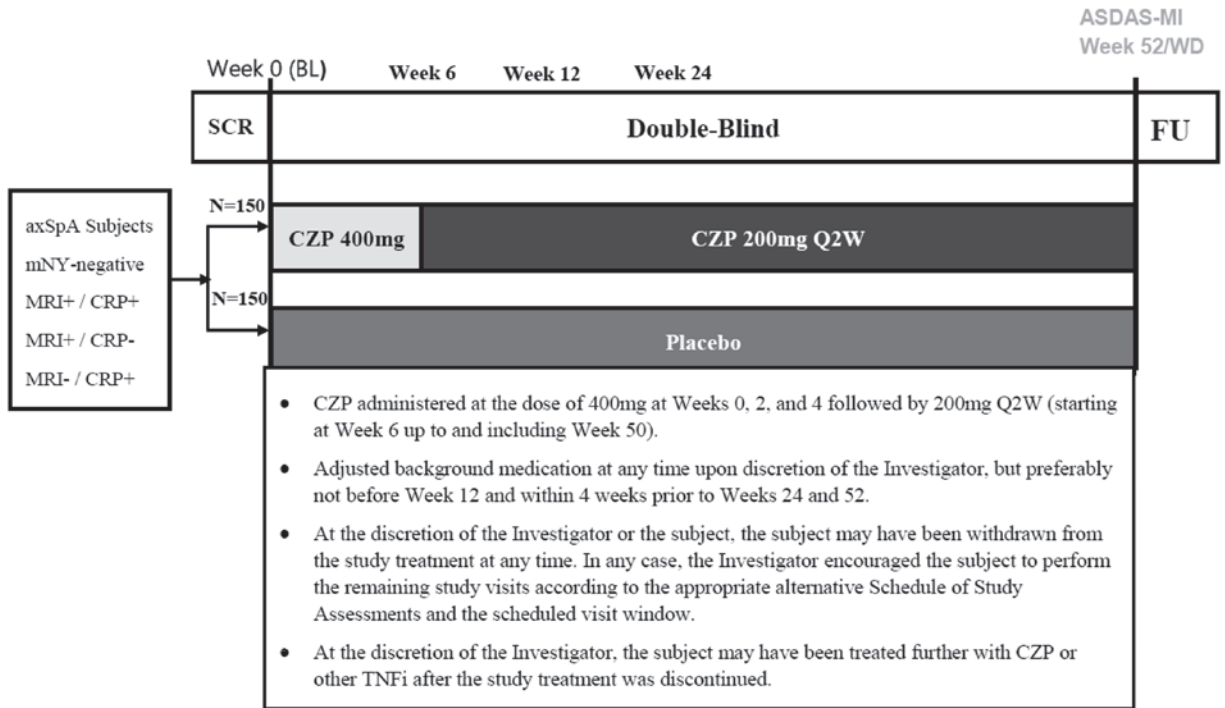 ASDAS-MI
Week 52/WD
Week 0 (BL)
Week 6
Week 12
Week 24
SCR
Double-Blind
FU
axSpA Subjects
mNY-negative
MRI+ / CRP+
MRI+ / CRP-
MRI- / CRP+
N=150
CZP 400mg
CZP 200mg Q2W
N=150
Placebo
• CZP administered at the dose of 400mg at Weeks 0, 2, and 4 followed by 200mg Q2W (starting
at Week 6 up to and including Week 50).
• Adjusted background medication at any time upon discretion of the Investigator, but preferably
not before Week 12 and within 4 weeks prior to Weeks 24 and 52.
• At the discretion of the Investigator or the subject, the subject may have been withdrawn from
the study treatment at any time. In any case, the Investigator encouraged the subject to perform
the remaining study visits according to the appropriate alternative Schedule of Study
Assessments and the scheduled visit window.
• At the discretion of the Investigator, the subject may have been treated further with CZP or
other TNFi after the study treatment was discontinued.